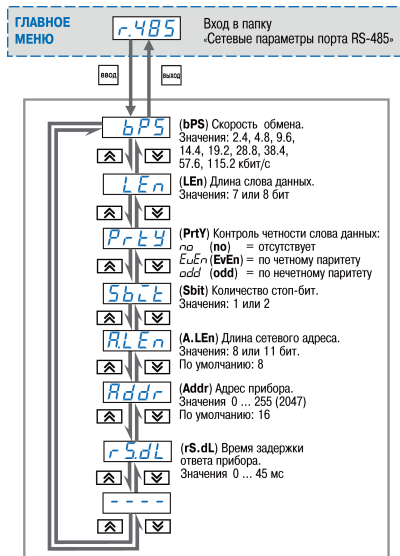 ГЛАВНОЕ
МЕНЮ
r.485
Вход в папку
«Сетевые параметры порта RS-485»
ВВОД
ВЫХОД
bPS
(bPS) Скорость обмена.
Значения: 2.4, 4.8, 9.6,
14.4, 19.2, 28.8, 38.4,
57.6, 115.2 кбит/с
LEn
(LEn) Длина слова данных.
Значения: 7 или 8 бит
PrtY
(PrtY) Контроль четности слова данных:
no (no) = отсутствует
EvEn (EvEn) = по четному паритету
odd (odd) = по нечетному паритету
Sbit
(Sbit) Количество стоп-бит.
Значения: 1 или 2
A.LEn
(A.LEn) Длина сетевого адреса.
Значения: 8 или 11 бит.
По умолчанию: 8
Addr
(Addr) Адрес прибора.
Значения 0 ... 255 (2047)
По умолчанию: 16
rS.dL
(rS.dL) Время задержки
ответа прибора.
Значения 0 ... 45 мс
----